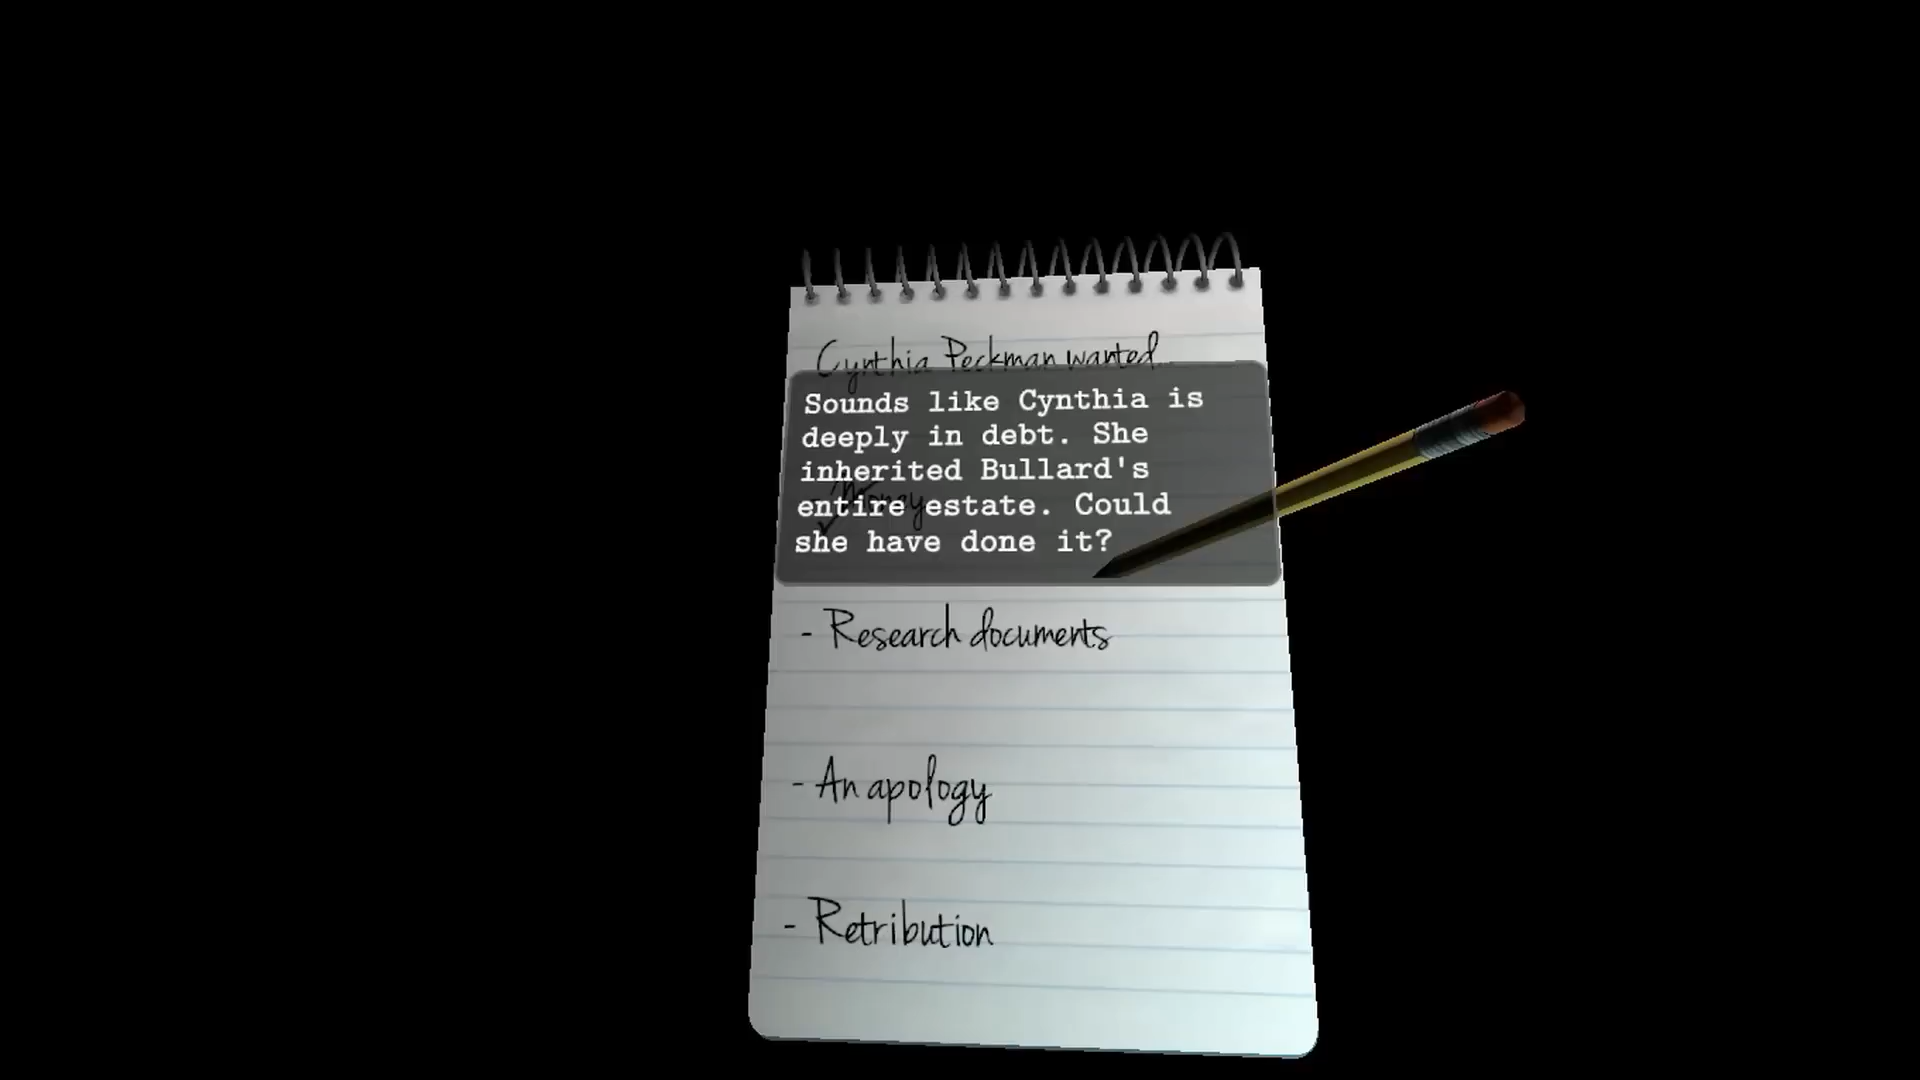 Cynthia Peckman wanted...
Sounds like Cynthia is
deeply in debt. She
inherited Bullard's
entire estate. Could
she have done it?
- Money
- Research documents
- An apology
- Retribution